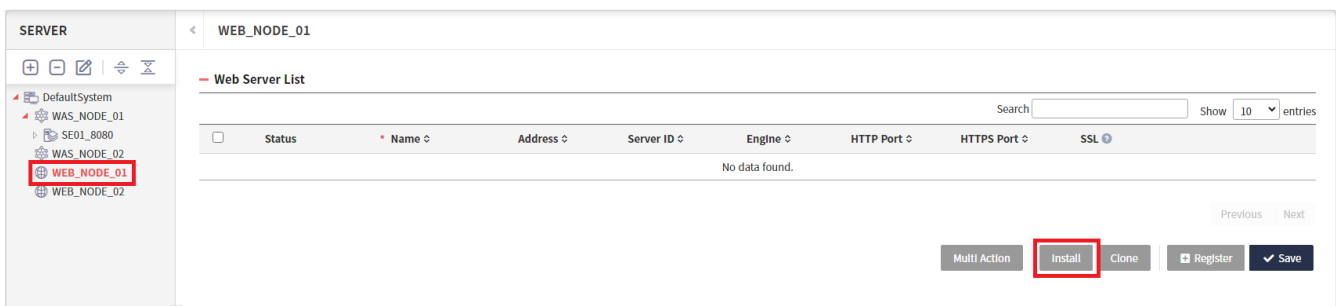 SERVER
WEB_NODE_01
DefaultSystem
WAS_NODE_01
SE01_8080
WAS_NODE_02
WEB_NODE_01
WEB_NODE_02
Web Server List
Search Show 10 entries
Status * Name Address Server ID Engine HTTP Port HTTPS Port SSL
No data found.
Previous Next
Multi Action Install Clone Register Save